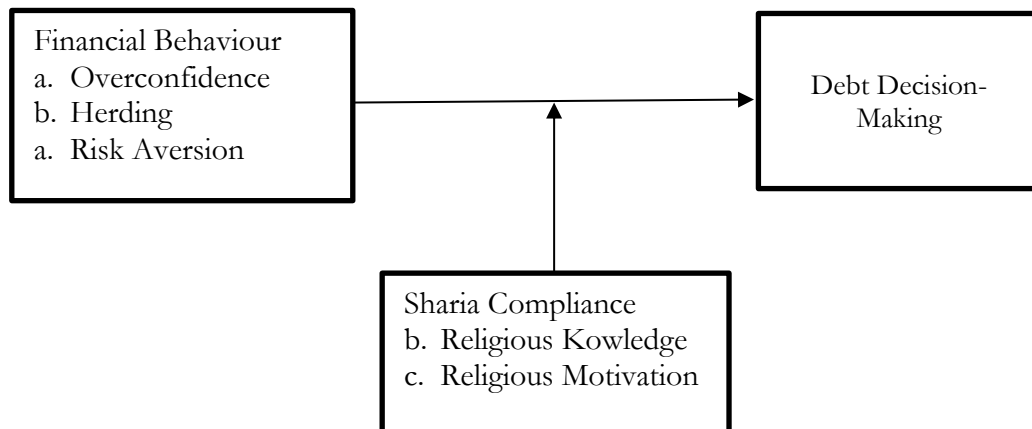 Financial Behaviour
a. Overconfidence
b. Herding
a. Risk Aversion
Debt Decision-
Making
Sharia Compliance
b. Religious Kowledge
c. Religious Motivation